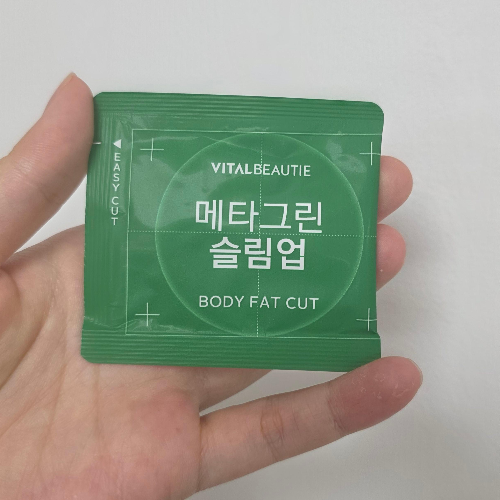 EASY CUT
VITALBEAUTIE
메타그린
슬림업
BODY FAT CUT